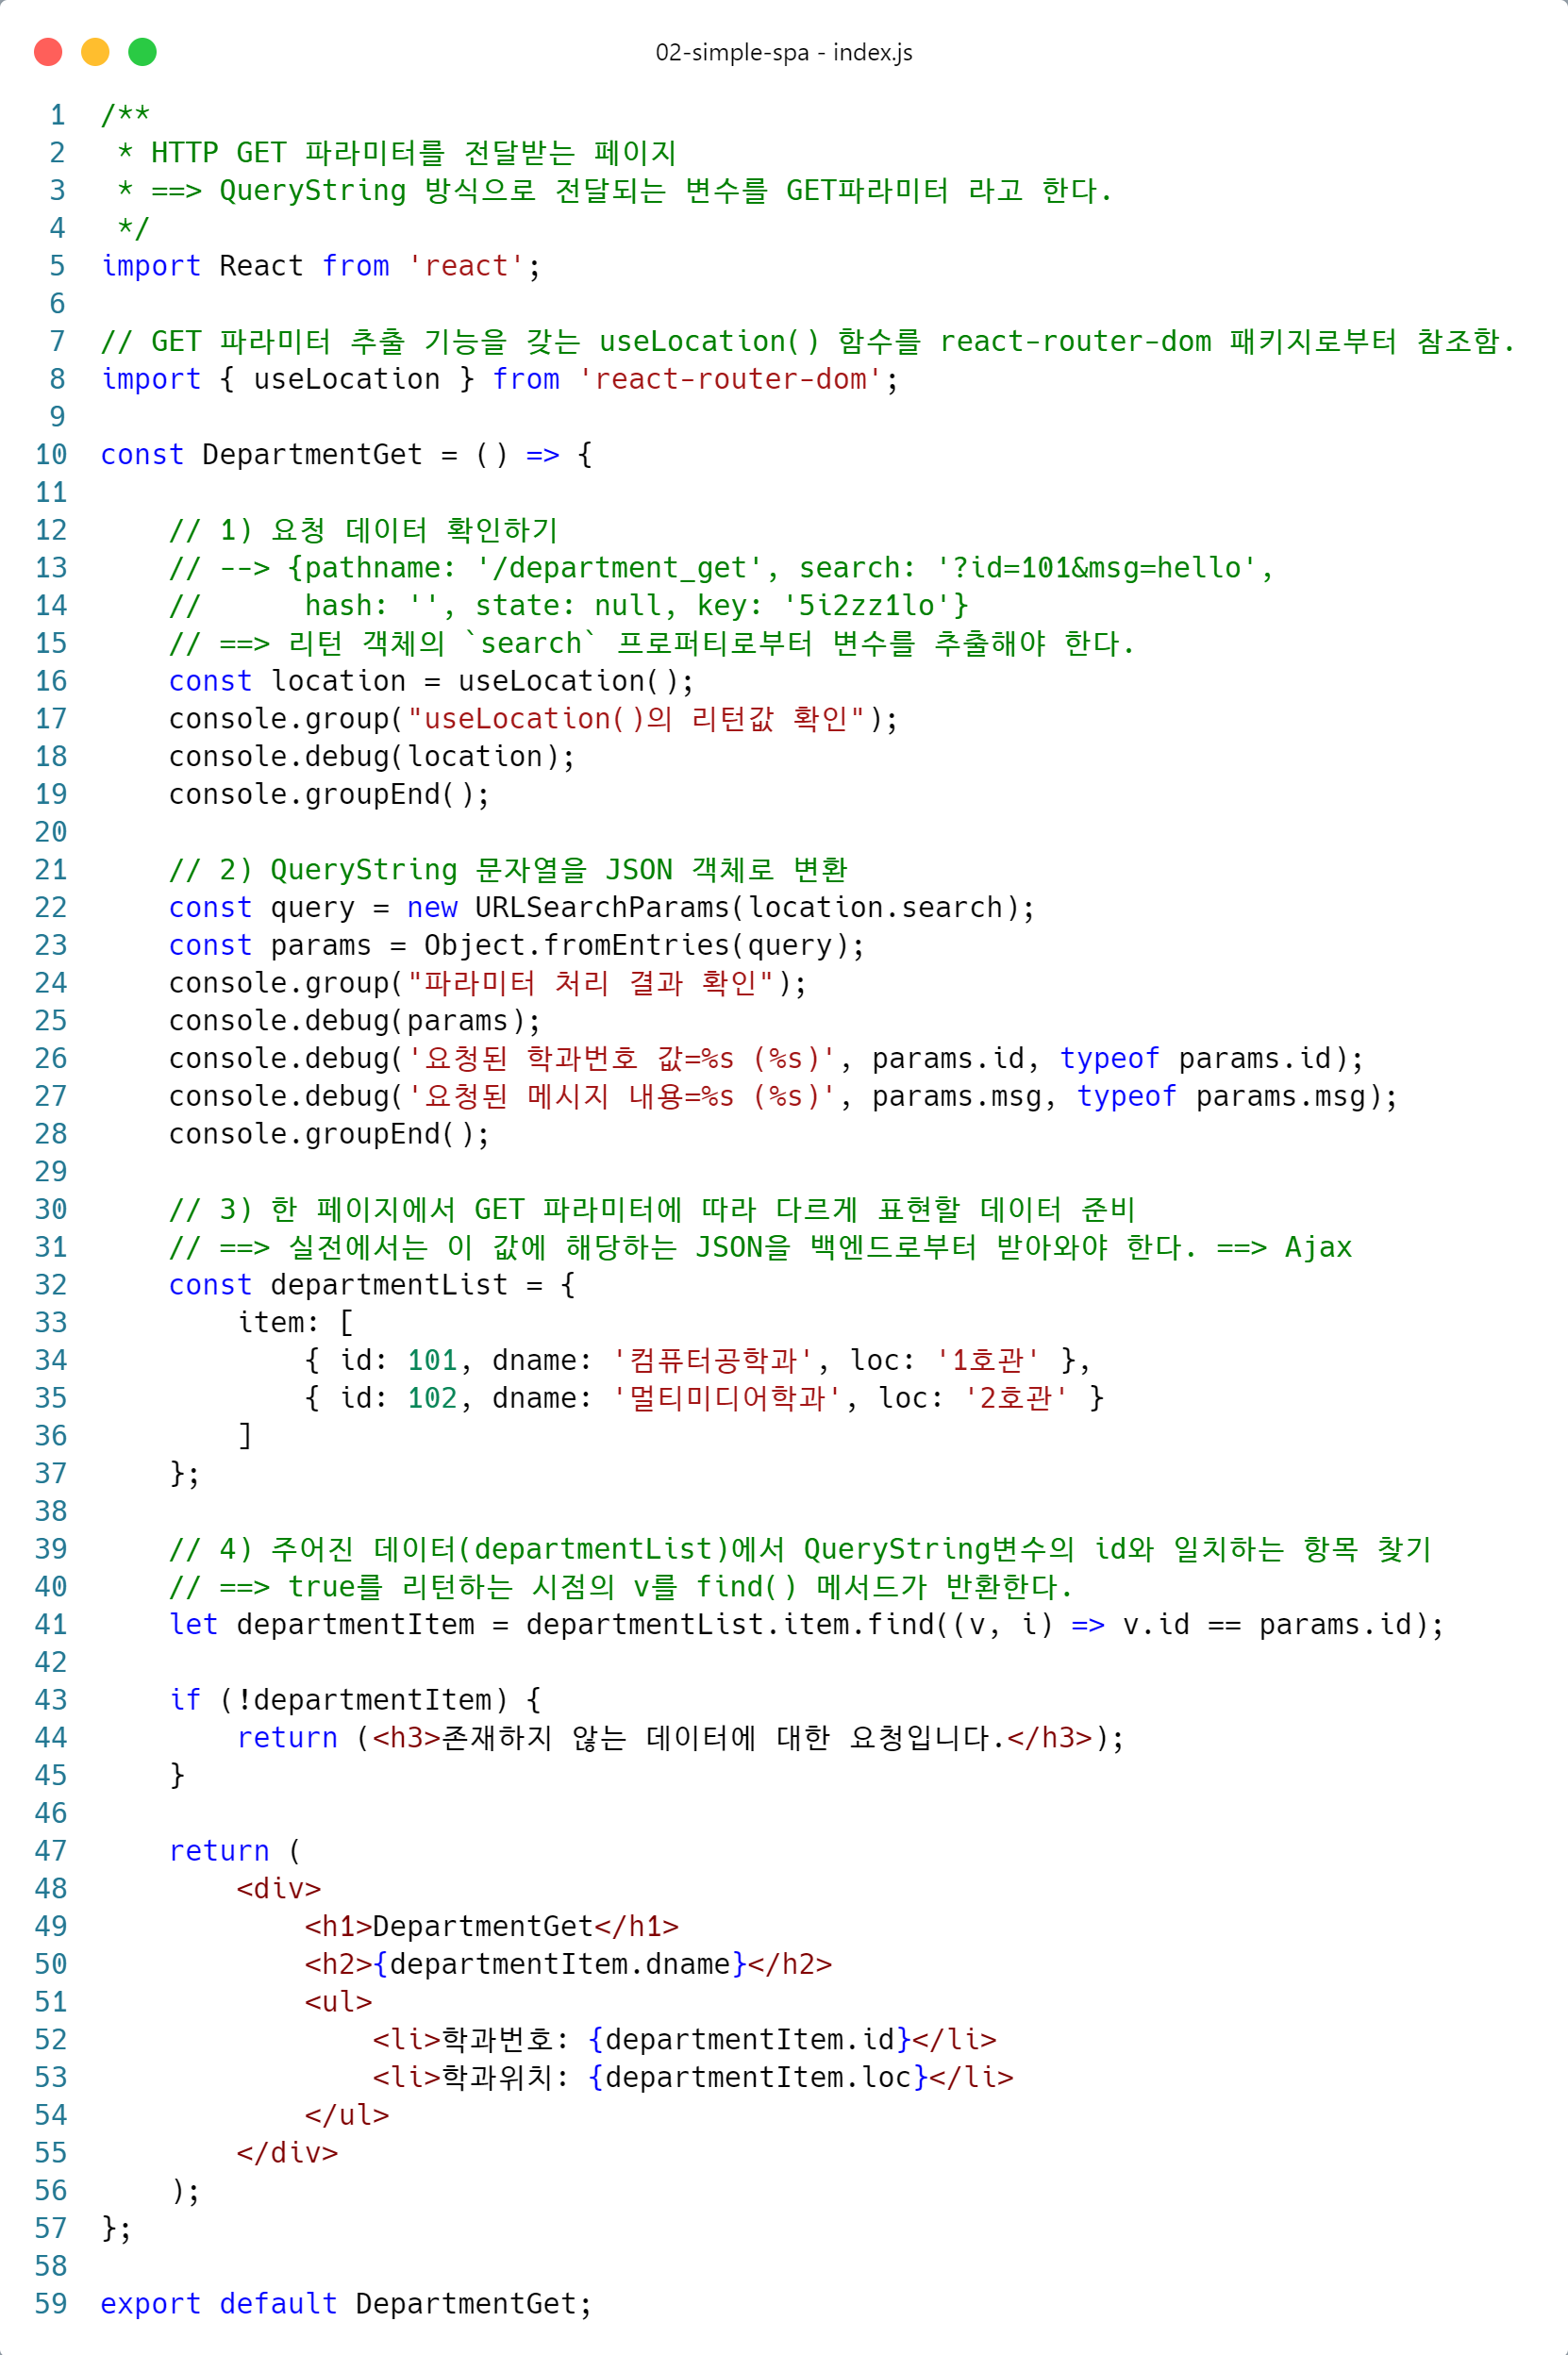 02-simple-spa - index.js
1 /**
2  * HTTP GET 파라미터를 전달받는 페이지
3  * ==> QueryString 방식으로 전달되는 변수를 GET파라미터 라고 한다.
4  */
5 import React from 'react';
6
7 // GET 파라미터 추출 기능을 갖는 useLocation() 함수를 react-router-dom 패키지로부터 참조함.
8 import { useLocation } from 'react-router-dom';
9
10 const DepartmentGet = () => {
11
12     // 1) 요청 데이터 확인하기
13     // --> {pathname: '/department_get', search: '?id=101&msg=hello',
14     //      hash: '', state: null, key: '5i2zz1lo'}
15     // ==> 리턴 객체의 `search` 프로퍼티로부터 변수를 추출해야 한다.
16     const location = useLocation();
17     console.group("useLocation()의 리턴값 확인");
18     console.debug(location);
19     console.groupEnd();
20
21     // 2) QueryString 문자열을 JSON 객체로 변환
22     const query = new URLSearchParams(location.search);
23     const params = Object.fromEntries(query);
24     console.group("파라미터 처리 결과 확인");
25     console.debug(params);
26     console.debug('요청된 학과번호 값=%s (%s)', params.id, typeof params.id);
27     console.debug('요청된 메시지 내용=%s (%s)', params.msg, typeof params.msg);
28     console.groupEnd();
29
30     // 3) 한 페이지에서 GET 파라미터에 따라 다르게 표현할 데이터 준비
31     // ==> 실전에서는 이 값에 해당하는 JSON을 백엔드로부터 받아와야 한다. ==> Ajax
32     const departmentList = {
33         item: [
34             { id: 101, dname: '컴퓨터공학과', loc: '1호관' },
35             { id: 102, dname: '멀티미디어학과', loc: '2호관' }
36         ]
37     };
38
39     // 4) 주어진 데이터(departmentList)에서 QueryString변수의 id와 일치하는 항목 찾기
40     // ==> true를 리턴하는 시점의 v를 find() 메서드가 반환한다.
41     let departmentItem = departmentList.item.find((v, i) => v.id == params.id);
42
43     if (!departmentItem) {
44         return (<h3>존재하지 않는 데이터에 대한 요청입니다.</h3>);
45     }
46
47     return (
48         <div>
49             <h1>DepartmentGet</h1>
50             <h2>{departmentItem.dname}</h2>
51             <ul>
52                 <li>학과번호: {departmentItem.id}</li>
53                 <li>학과위치: {departmentItem.loc}</li>
54             </ul>
55         </div>
56     );
57 };
58
59 export default DepartmentGet;